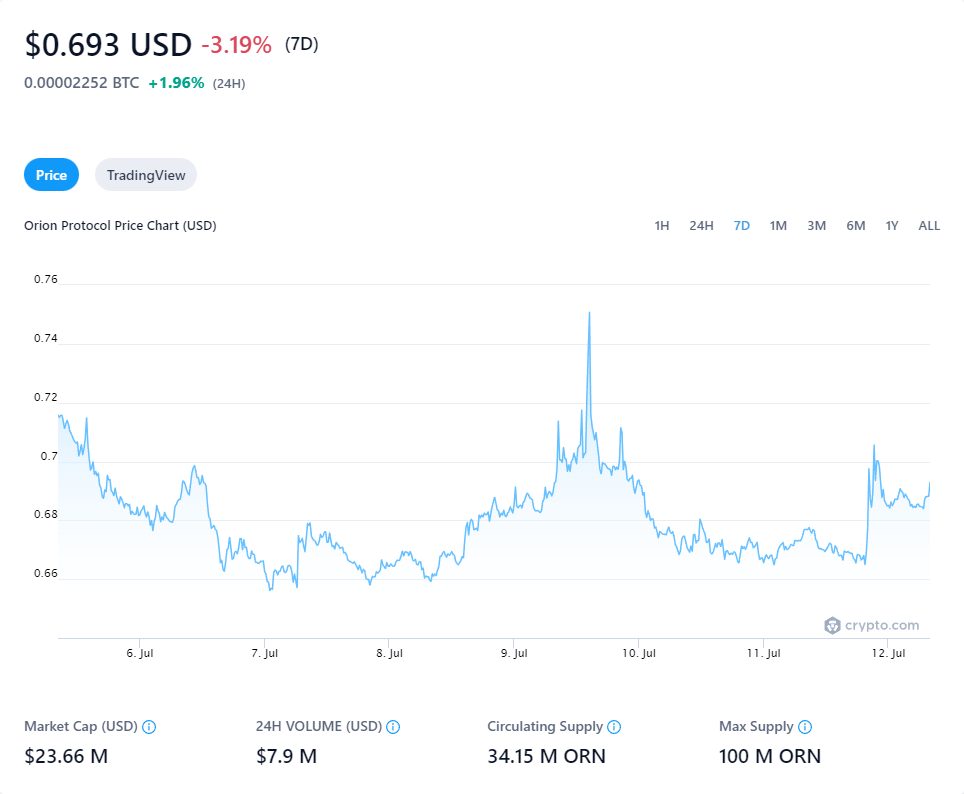 $0.693 USD -3.19% (7D)
0.00002252 BTC +1.96% (24H)
Price TradingView
Orion Protocol Price Chart (USD) 1H 24H 7D 1M 3M 6M 1Y ALL
0.76
0.74
0.72
0.7
0.68
0.66
crypto.com
6. Jul 7. Jul 8. Jul 9. Jul 10. Jul 11. Jul 12. Jul
Market Cap (USD) 24H VOLUME (USD) Circulating Supply Max Supply
$23.66 M $7.9 M 34.15 M ORN 100 M ORN